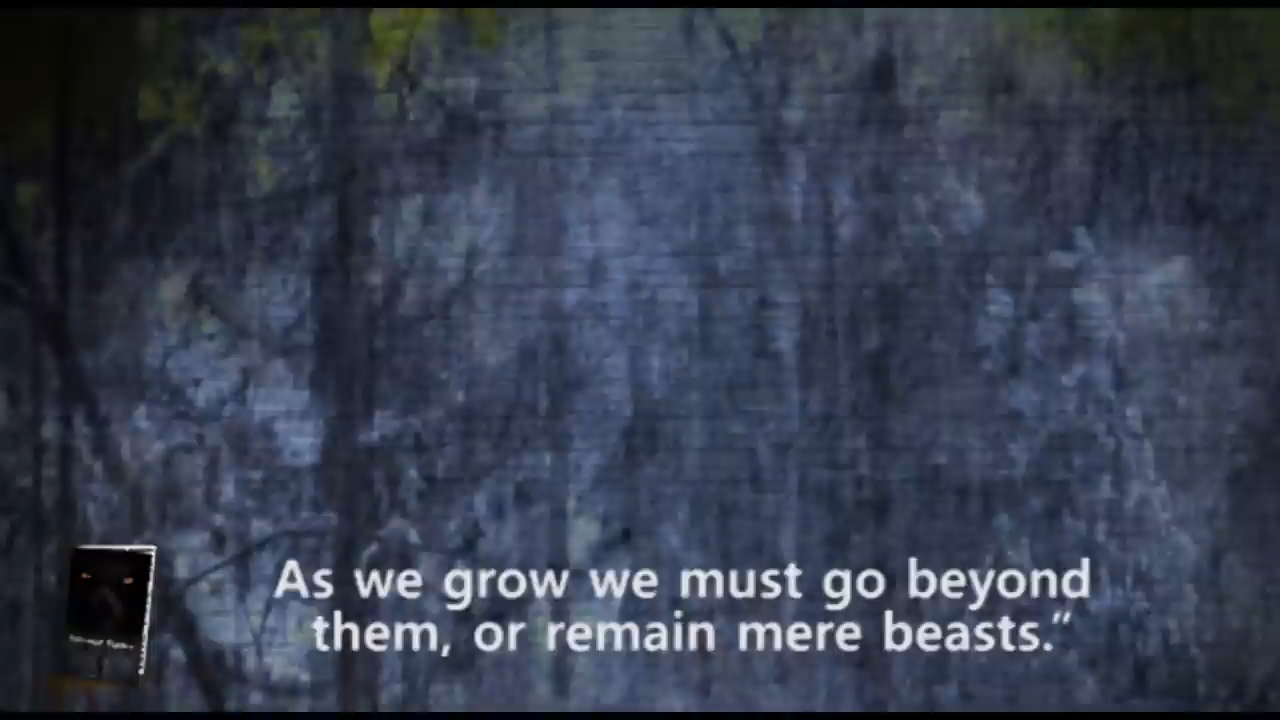 As we grow we must go beyond
them, or remain mere beasts.”